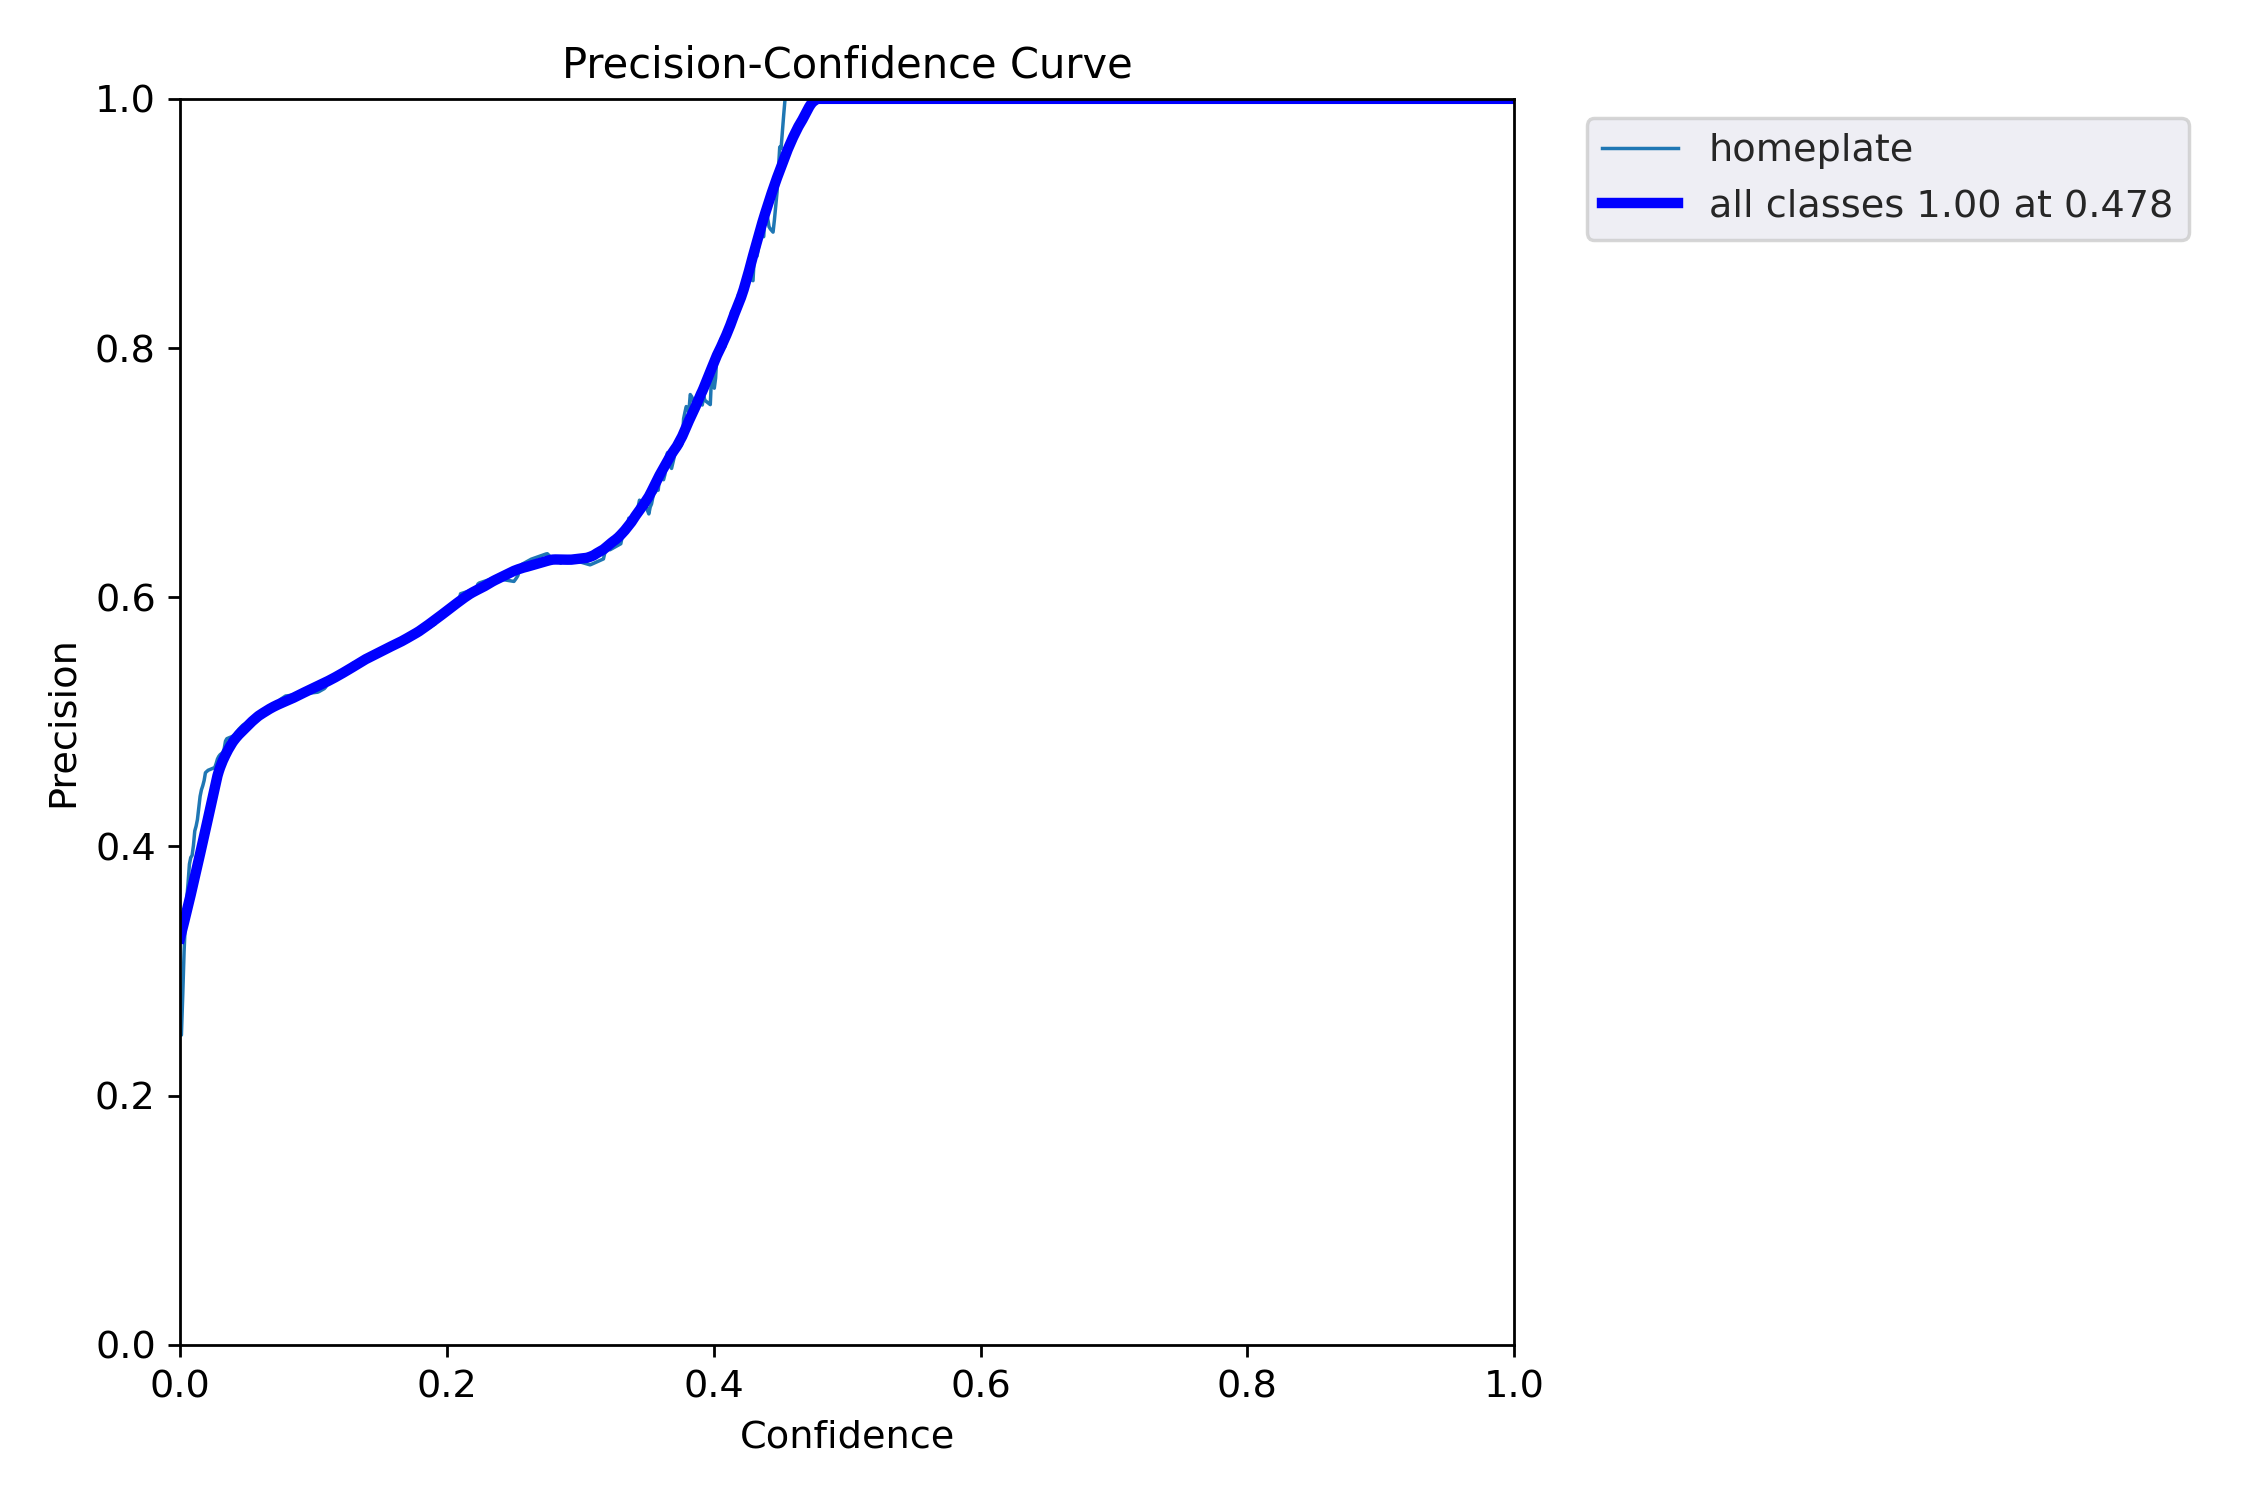 Precision-Confidence Curve
1.0
0.8
0.6
0.4
0.2
0.0
Precision
0.0 0.2 0.4 0.6 0.8 1.0
Confidence
homeplate
all classes 1.00 at 0.478